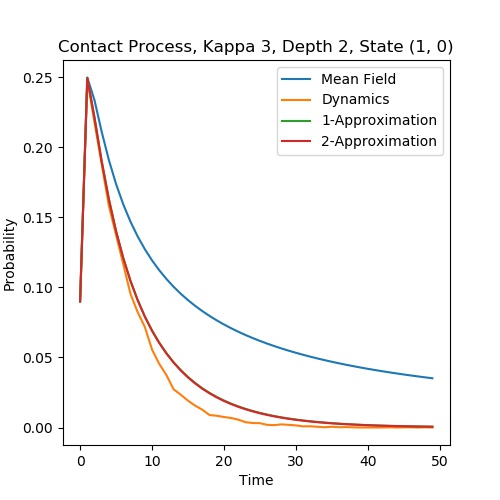 Contact Process, Kappa 3, Depth 2, State (1, 0)
Mean Field
Dynamics
1-Approximation
2-Approximation
0.25
0.20
0.15
0.10
0.05
0.00
Probability
0
10
20
30
40
50
Time